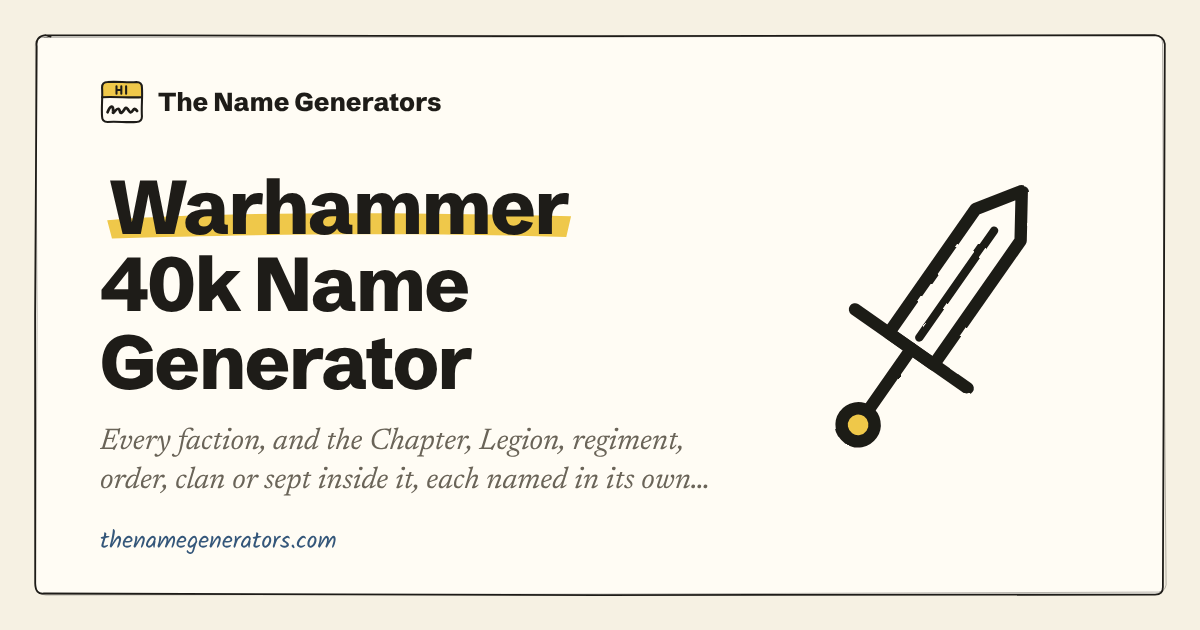 HI
The Name Generators
Warhammer
40k Name
Generator
Every faction, and the Chapter, Legion, regiment,
order, clan or sept inside it, each named in its own...
thenamegenerators.com